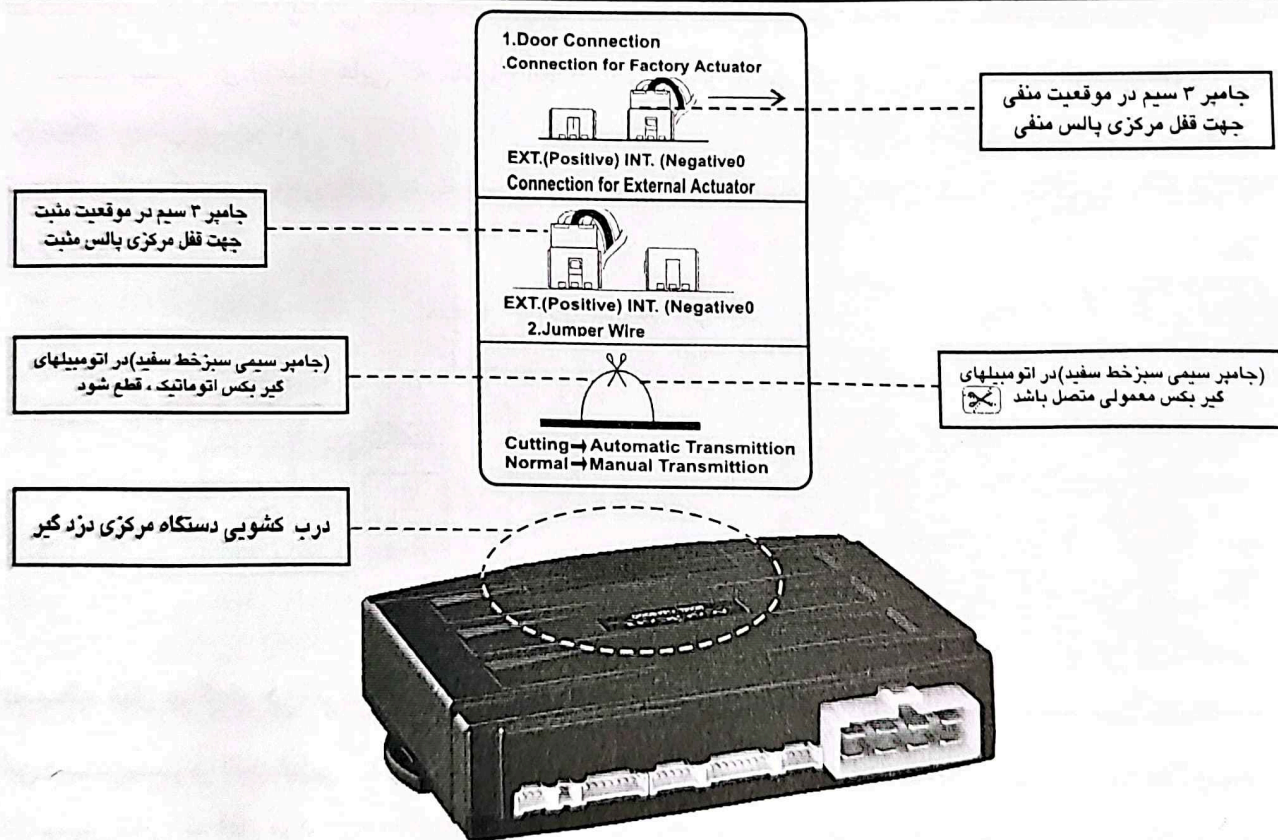 1.Door Connection
.Connection for Factory Actuator
جامپر ۳ سیم در موقعیت منفی
جهت قفل مرکزی پالس منفی
EXT.(Positive) INT. (Negative0
Connection for External Actuator
جامپر ۳ سیم در موقعیت مثبت
جهت قفل مرکزی پالس مثبت
EXT.(Positive) INT. (Negative0
2.Jumper Wire
(جامپر سیمی سبزخط سفید)در اتومبیلهای
گیر بکس اتوماتیک ، قطع شود
(جامپر سیمی سبزخط سفید)در اتومبیلهای
گیر بکس معمولی متصل باشد
Cutting→Automatic Transmittion
Normal→Manual Transmittion
درب کشویی دستگاه مرکزی دزد گیر